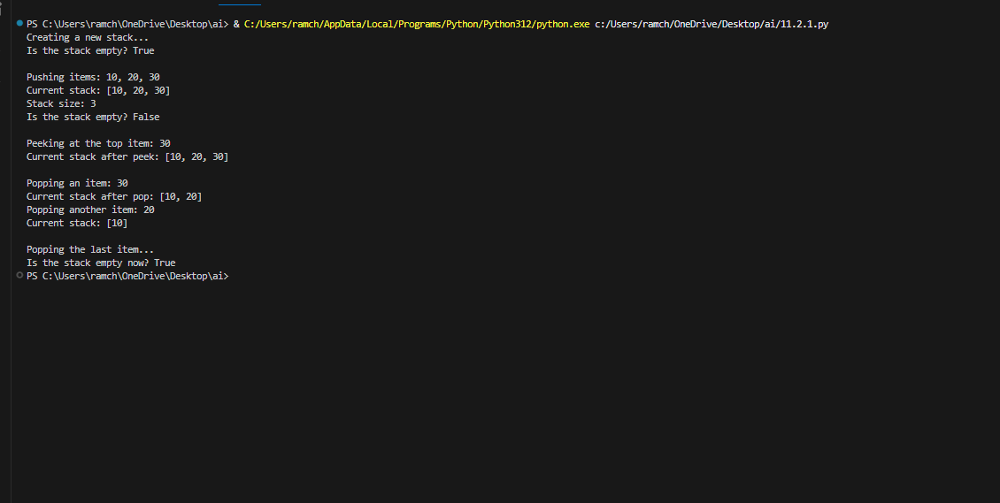 PS C:\Users\ramch\OneDrive\Desktop\ai> & C:/Users/ramch/AppData/Local/Programs/Python/Python312/python.exe c:/Users/ramch/OneDrive/Desktop/ai/11.2.1.py
Creating a new stack...
Is the stack empty? True

Pushing items: 10, 20, 30
Current stack: [10, 20, 30]
Stack size: 3
Is the stack empty? False

Peeking at the top item: 30
Current stack after peek: [10, 20, 30]

Popping an item: 30
Current stack after pop: [10, 20]
Popping another item: 20
Current stack: [10]

Popping the last item...
Is the stack empty now? True
PS C:\Users\ramch\OneDrive\Desktop\ai>